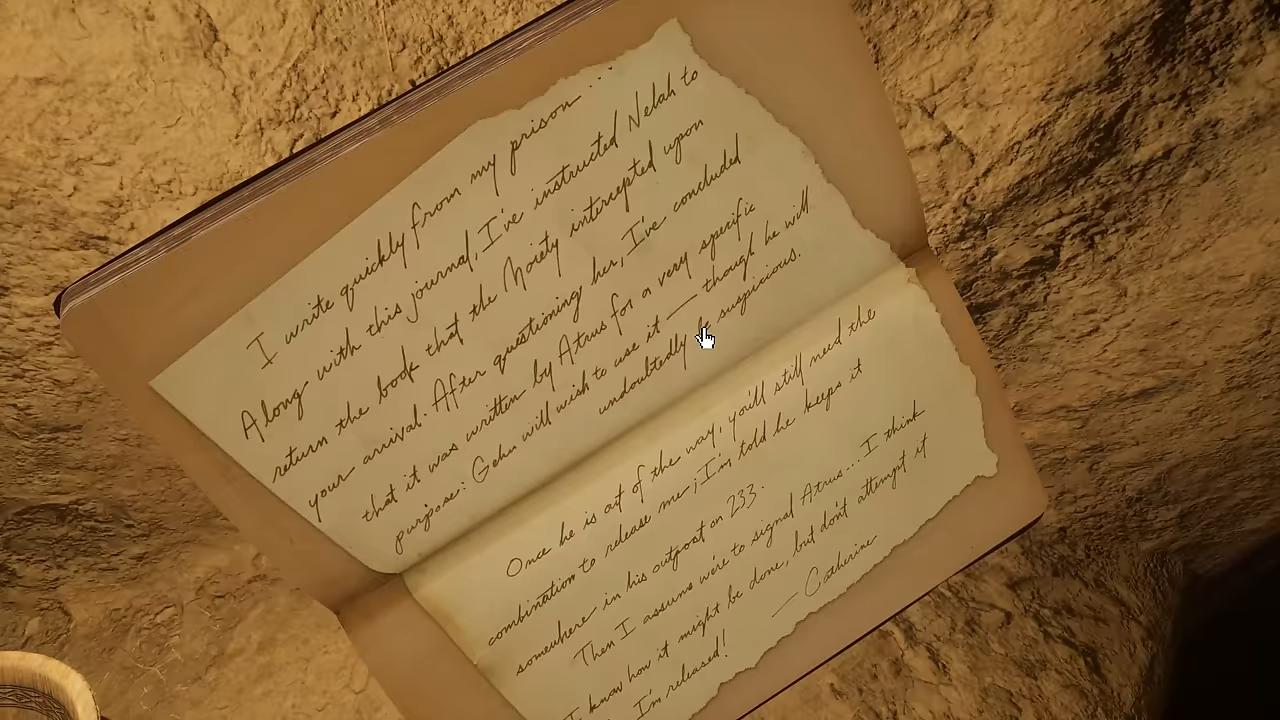 I write quickly from my prison...
Along with this journal, I've instructed Nelah to
return the book that the Moiety intercepted upon
your arrival. After questioning her, I've concluded
that it was written by Atrus for a very specific
purpose: Gehn will wish to use it — though he will
undoubtedly be suspicious.
Once he is out of the way, you'll still need the
combination to release me; I'm told he keeps it
somewhere in his outpost on 233.
Then I assume we're to signal Atrus... I think
I know how it might be done, but don't attempt it
I'm released!
— Catherine